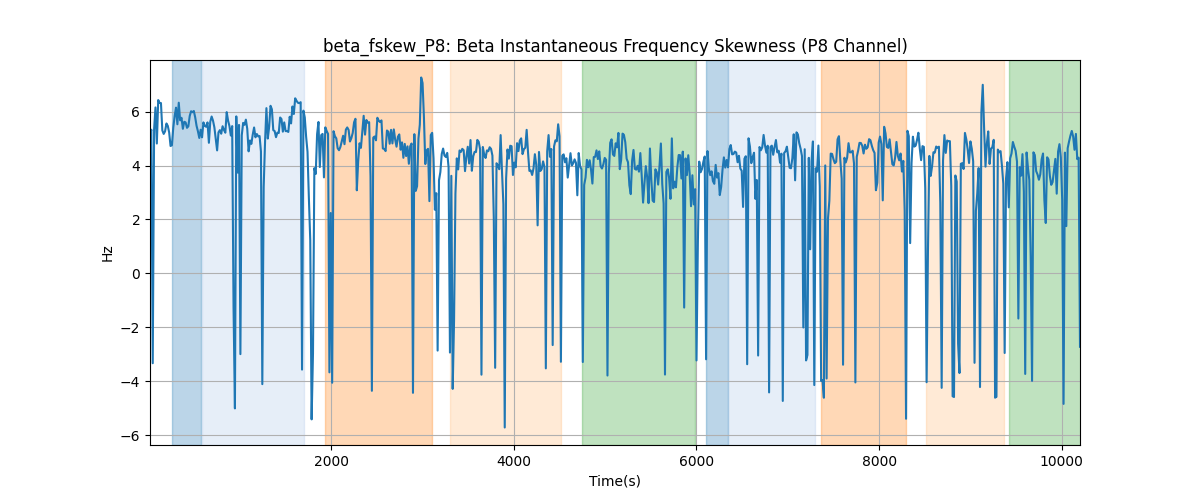 beta_fskew_P8: Beta Instantaneous Frequency Skewness (P8 Channel)
6
4
2
0
−2
−4
−6
Hz
2000 4000 6000 8000 10000
Time(s)